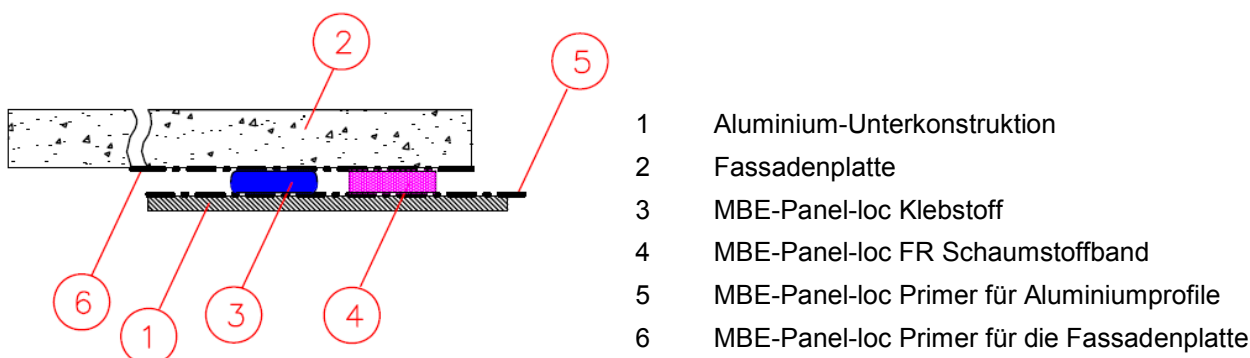 2
5
6
1
3
4
1 Aluminium-Unterkonstruktion
2 Fassadenplatte
3 MBE-Panel-loc Klebstoff
4 MBE-Panel-loc FR Schaumstoffband
5 MBE-Panel-loc Primer für Aluminiumprofile
6 MBE-Panel-loc Primer für die Fassadenplatte